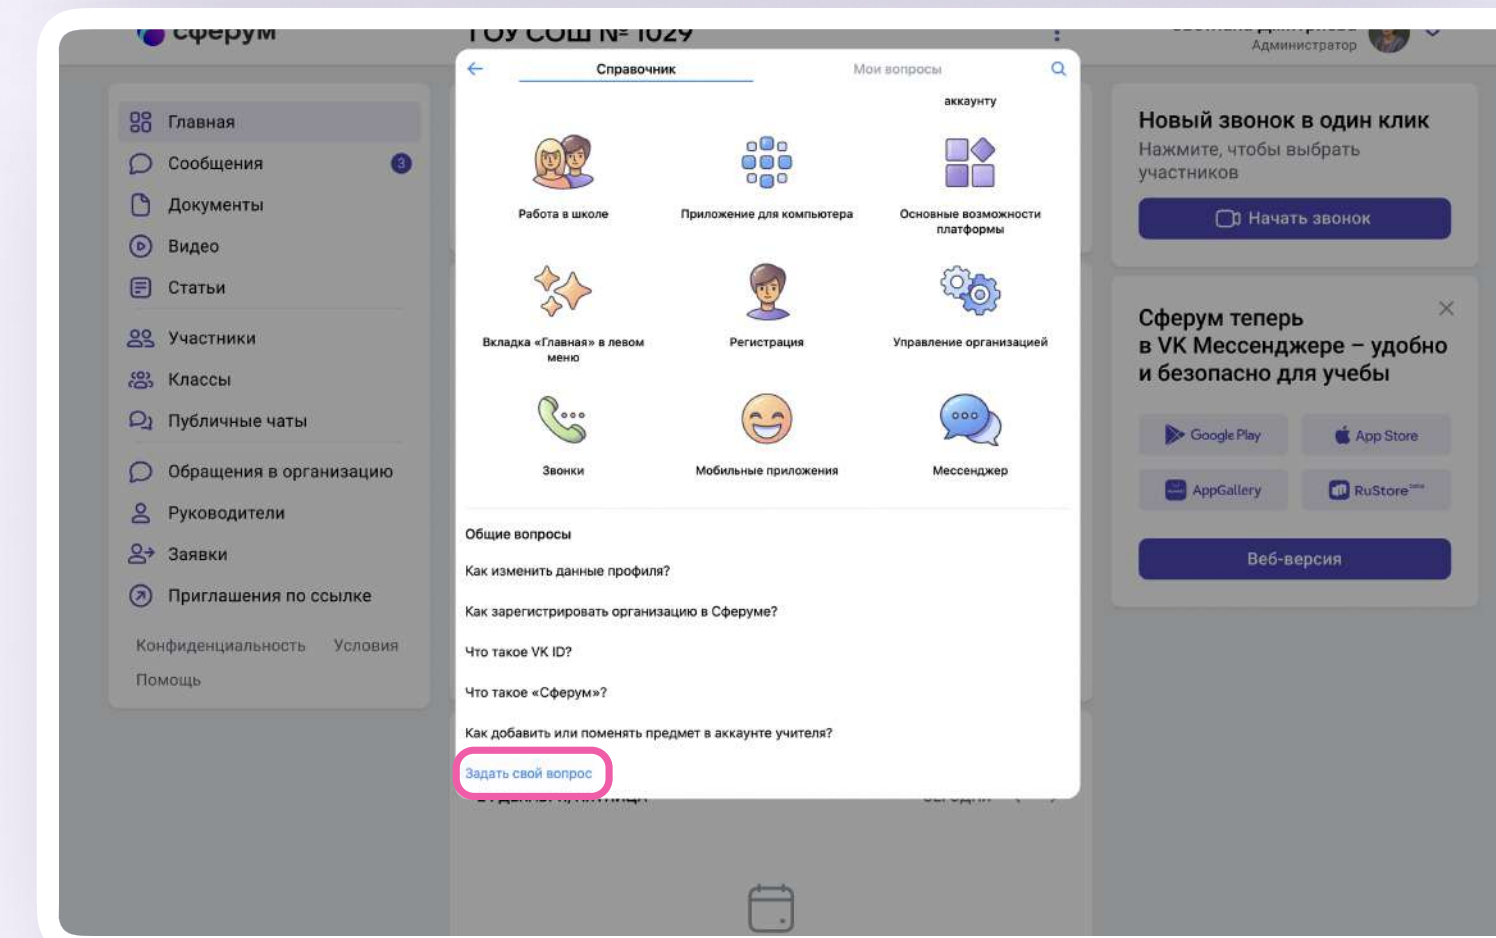 сферум
ГОУ СОШ № 1029
Администратор
Главная
Сообщения
3
Документы
Видео
Статьи
Участники
Классы
Публичные чаты
Обращения в организацию
Руководители
Заявки
Приглашения по ссылке
Конфиденциальность Условия
Помощь
Справочник
Мои вопросы
аккаунту
Работа в школе
Приложение для компьютера
Основные возможности
платформы
Вкладка «Главная» в левом
меню
Регистрация
Управление организацией
Звонки
Мобильные приложения
Мессенджер
Общие вопросы
Как изменить данные профиля?
Как зарегистрировать организацию в Сферуме?
Что такое VK ID?
Что такое «Сферум»?
Как добавить или поменять предмет в аккаунте учителя?
Задать свой вопрос
Новый звонок в один клик
Нажмите, чтобы выбрать
участников
Начать звонок
Сферум теперь
в VK Мессенджере – удобно
и безопасно для учебы
Google Play
App Store
AppGallery
RuStore
Веб-версия